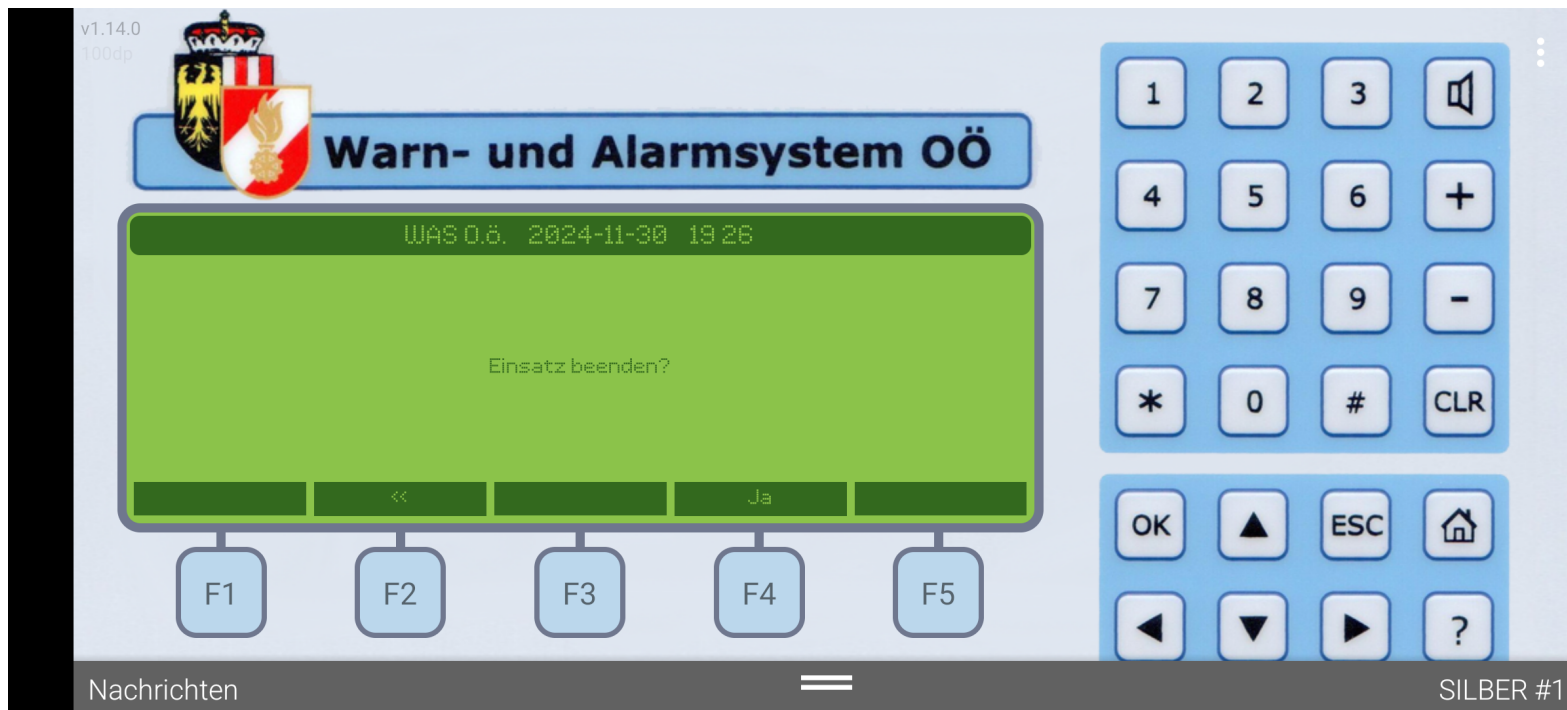 v1.14.0
100dp
Warn- und Alarmsystem OÖ
WAS O.ö. 2024-11-30 19 26
Einsatz beenden?
<< Ja
F1 F2 F3 F4 F5
1 2 3
4 5 6 +
7 8 9 -
* 0 # CLR
OK ESC
?
Nachrichten SILBER #1